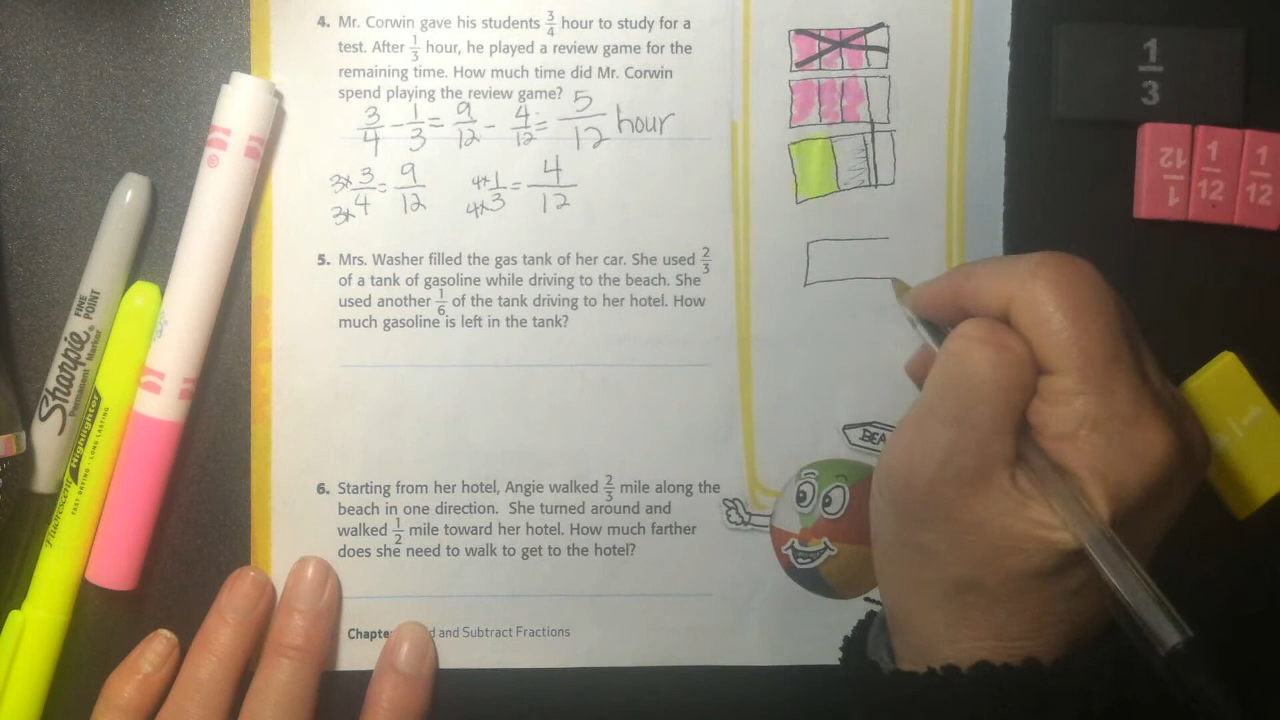 4. Mr. Corwin gave his students 3/4 hour to study for a
test. After 1/3 hour, he played a review game for the
remaining time. How much time did Mr. Corwin
spend playing the review game?
3/4 - 1/3 = 9/12 - 4/12 = 5/12 hour
3×3/3×4 = 9/12 4×1/4×3 = 4/12
5. Mrs. Washer filled the gas tank of her car. She used 2/3
of a tank of gasoline while driving to the beach. She
used another 1/6 of the tank driving to her hotel. How
much gasoline is left in the tank?
6. Starting from her hotel, Angie walked 2/3 mile along the
beach in one direction. She turned around and
walked 1/2 mile toward her hotel. How much farther
does she need to walk to get to the hotel?
and Subtract Fractions
BEA
1/3
1/12 1/12 1/12
Sharpie
FINE POINT
Permanent Marker
Fluorescent Highlighter
FAST DRYING • LONG LASTING